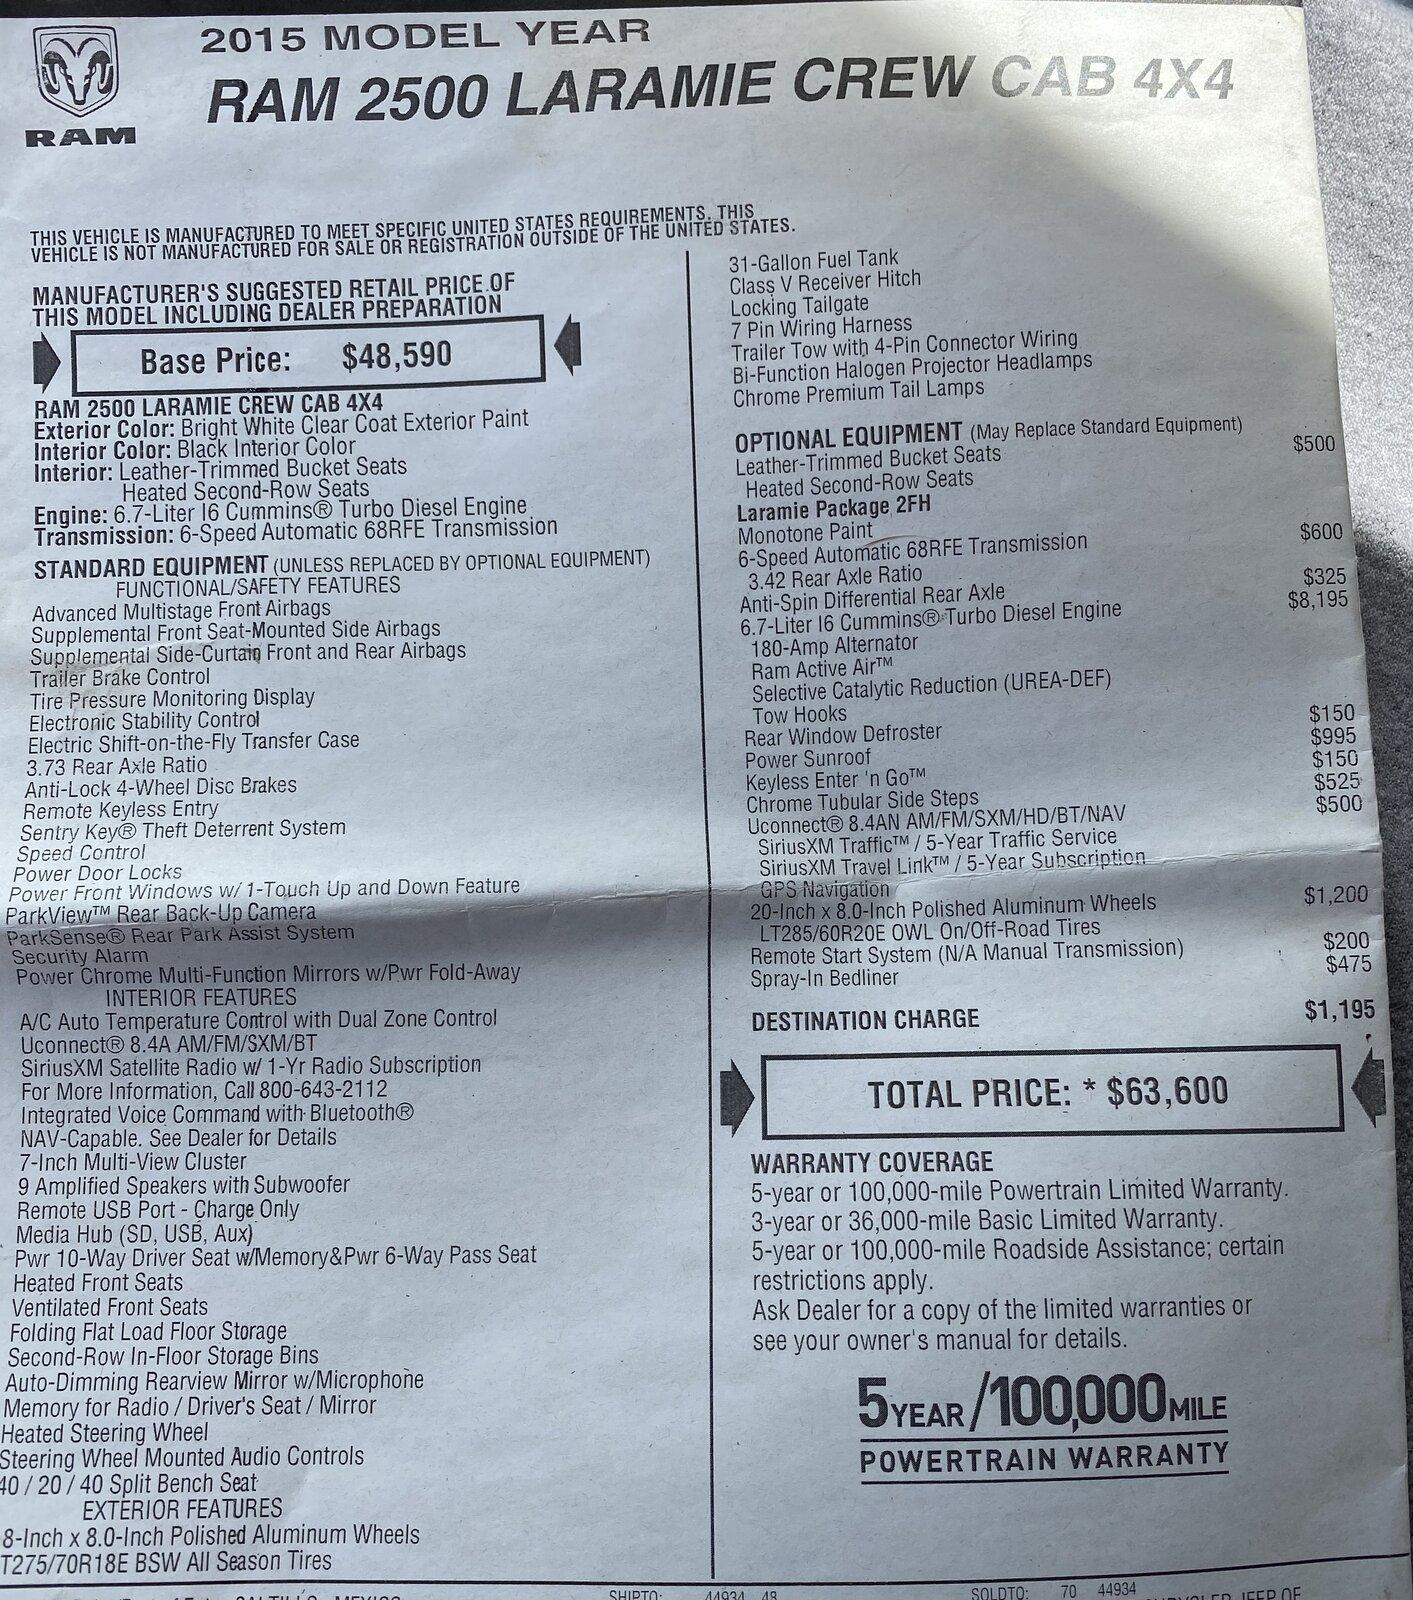 RAM
2015 MODEL YEAR
RAM 2500 LARAMIE CREW CAB 4X4
THIS VEHICLE IS MANUFACTURED TO MEET SPECIFIC UNITED STATES REQUIREMENTS. THIS
VEHICLE IS NOT MANUFACTURED FOR SALE OR REGISTRATION OUTSIDE OF THE UNITED STATES.
MANUFACTURER'S SUGGESTED RETAIL PRICE OF
THIS MODEL INCLUDING DEALER PREPARATION
Base Price: $48,590
RAM 2500 LARAMIE CREW CAB 4X4
Exterior Color: Bright White Clear Coat Exterior Paint
Interior Color: Black Interior Color
Interior: Leather-Trimmed Bucket Seats
Heated Second-Row Seats
Engine: 6.7-Liter I6 Cummins® Turbo Diesel Engine
Transmission: 6-Speed Automatic 68RFE Transmission
STANDARD EQUIPMENT (UNLESS REPLACED BY OPTIONAL EQUIPMENT)
FUNCTIONAL/SAFETY FEATURES
Advanced Multistage Front Airbags
Supplemental Front Seat-Mounted Side Airbags
Supplemental Side-Curtain Front and Rear Airbags
Trailer Brake Control
Tire Pressure Monitoring Display
Electronic Stability Control
Electric Shift-on-the-Fly Transfer Case
3.73 Rear Axle Ratio
Anti-Lock 4-Wheel Disc Brakes
Remote Keyless Entry
Sentry Key® Theft Deterrent System
Speed Control
Power Door Locks
Power Front Windows w/ 1-Touch Up and Down Feature
ParkView™ Rear Back-Up Camera
ParkSense® Rear Park Assist System
Security Alarm
Power Chrome Multi-Function Mirrors w/Pwr Fold-Away
INTERIOR FEATURES
A/C Auto Temperature Control with Dual Zone Control
Uconnect® 8.4A AM/FM/SXM/BT
SiriusXM Satellite Radio w/ 1-Yr Radio Subscription
For More Information, Call 800-643-2112
Integrated Voice Command with Bluetooth®
NAV-Capable. See Dealer for Details
7-Inch Multi-View Cluster
9 Amplified Speakers with Subwoofer
Remote USB Port - Charge Only
Media Hub (SD, USB, Aux)
Pwr 10-Way Driver Seat w/Memory&Pwr 6-Way Pass Seat
Heated Front Seats
Ventilated Front Seats
Folding Flat Load Floor Storage
Second-Row In-Floor Storage Bins
Auto-Dimming Rearview Mirror w/Microphone
Memory for Radio / Driver's Seat / Mirror
Heated Steering Wheel
Steering Wheel Mounted Audio Controls
40 / 20 / 40 Split Bench Seat
EXTERIOR FEATURES
8-Inch x 8.0-Inch Polished Aluminum Wheels
T275/70R18E BSW All Season Tires
31-Gallon Fuel Tank
Class V Receiver Hitch
Locking Tailgate
7 Pin Wiring Harness
Trailer Tow with 4-Pin Connector Wiring
Bi-Function Halogen Projector Headlamps
Chrome Premium Tail Lamps
OPTIONAL EQUIPMENT (May Replace Standard Equipment)
Leather-Trimmed Bucket Seats $500
Heated Second-Row Seats
Laramie Package 2FH
Monotone Paint
6-Speed Automatic 68RFE Transmission $600
3.42 Rear Axle Ratio
Anti-Spin Differential Rear Axle $325
6.7-Liter I6 Cummins® Turbo Diesel Engine $8,195
180-Amp Alternator
Ram Active Air™
Selective Catalytic Reduction (UREA-DEF)
Tow Hooks
Rear Window Defroster $150
Power Sunroof $995
Keyless Enter 'n Go™ $150
Chrome Tubular Side Steps $525
Uconnect® 8.4AN AM/FM/SXM/HD/BT/NAV $500
SiriusXM Traffic™ / 5-Year Traffic Service
SiriusXM Travel Link™ / 5-Year Subscription
GPS Navigation
20-Inch x 8.0-Inch Polished Aluminum Wheels $1,200
LT285/60R20E OWL On/Off-Road Tires
Remote Start System (N/A Manual Transmission) $200
Spray-In Bedliner $475
DESTINATION CHARGE $1,195
TOTAL PRICE: * $63,600
WARRANTY COVERAGE
5-year or 100,000-mile Powertrain Limited Warranty.
3-year or 36,000-mile Basic Limited Warranty.
5-year or 100,000-mile Roadside Assistance; certain
restrictions apply.
Ask Dealer for a copy of the limited warranties or
see your owner's manual for details.
5 YEAR/100,000 MILE
POWERTRAIN WARRANTY
SHIPTO: 44934 48
SOLDTO: 70 44934
MEXICO
JEEP OF